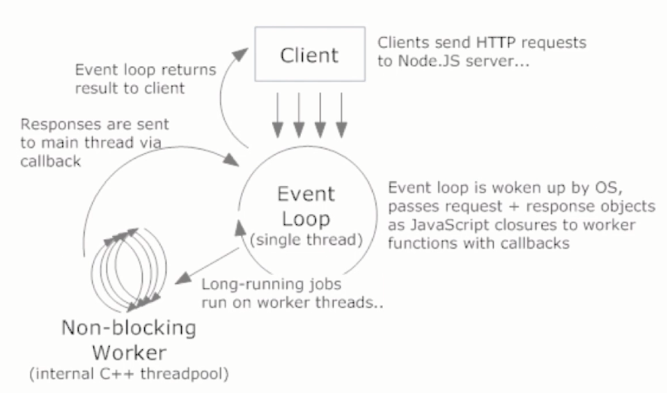 Client
Clients send HTTP requests
to Node.JS server...
Event loop returns
result to client
Responses are sent
to main thread via
callback
Event
Loop
(single thread)
Event loop is woken up by OS,
passes request + response objects
as JavaScript closures to worker
functions with callbacks
Long-running jobs
run on worker threads..
Non-blocking
Worker
(internal C++ threadpool)